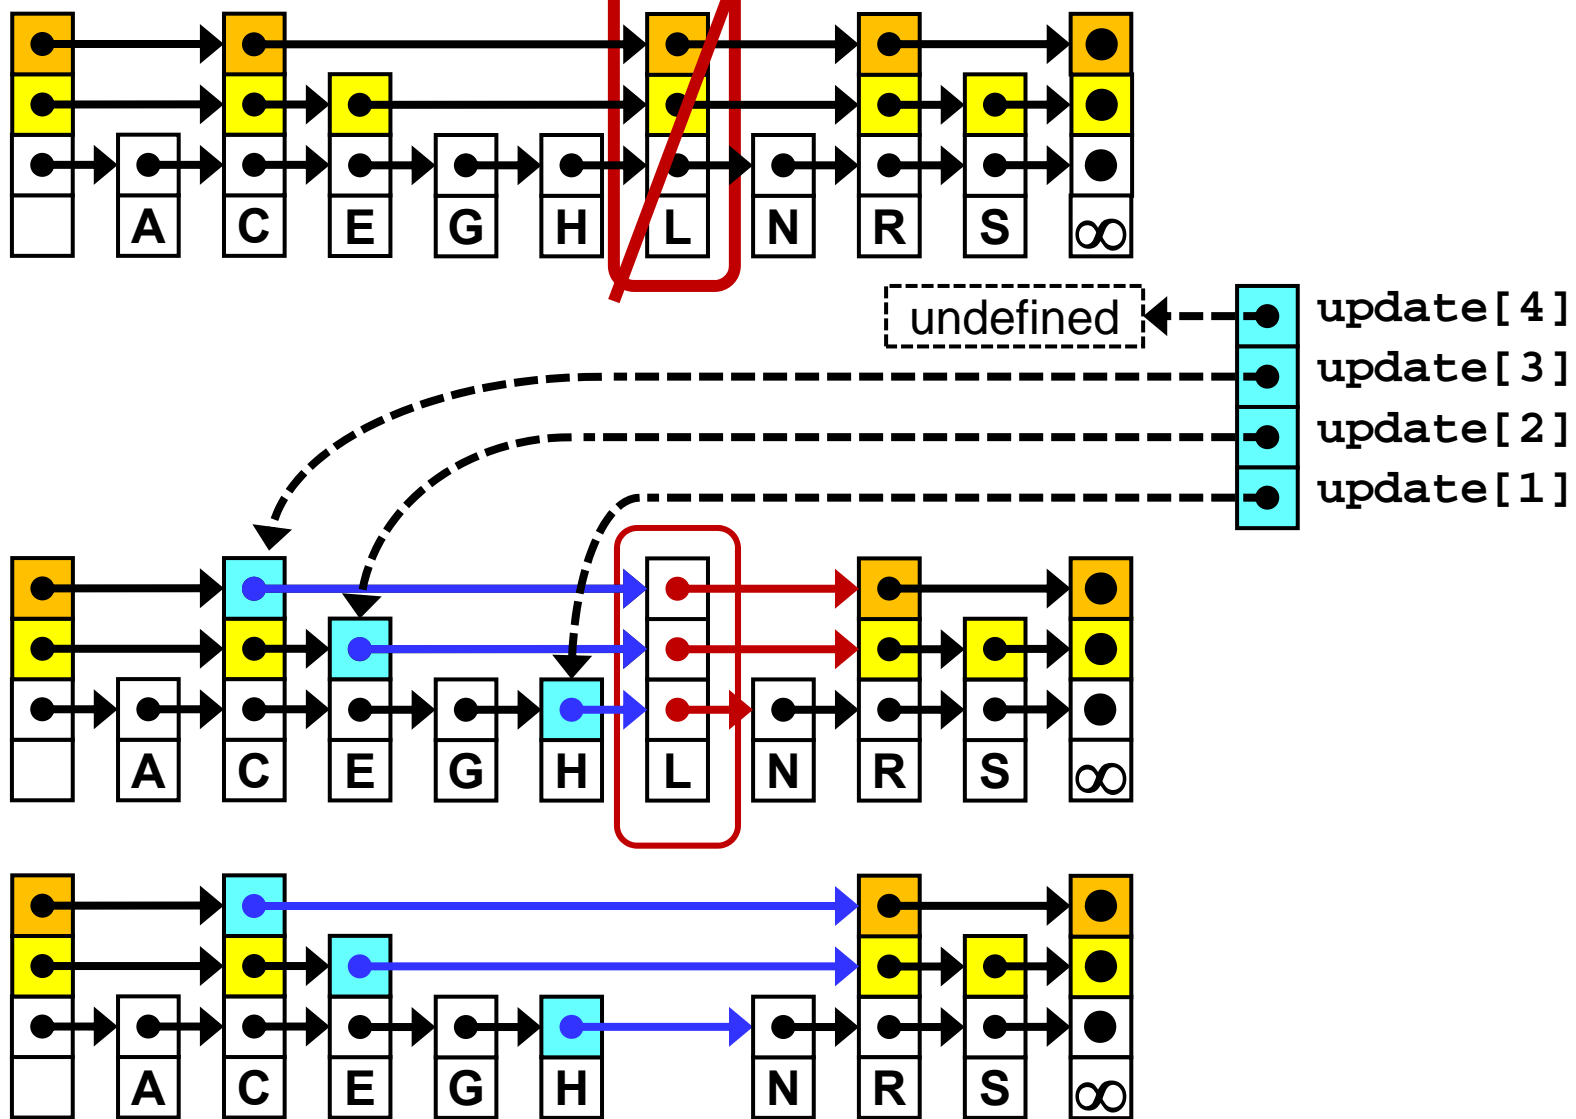 A C E G H L N R S ∞
undefined
update[4]
update[3]
update[2]
update[1]
A C E G H L N R S ∞
A C E G H N R S ∞